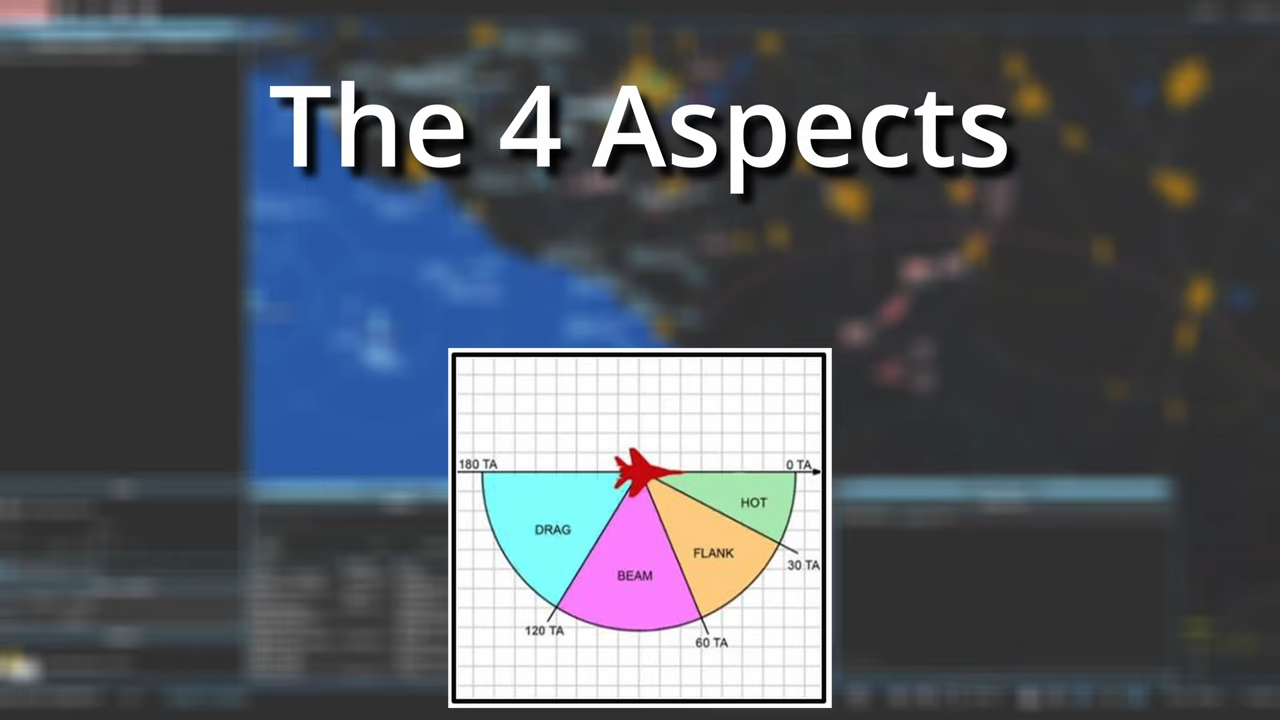 The 4 Aspects
180 TA
0 TA
HOT
DRAG
FLANK
30 TA
BEAM
120 TA
60 TA